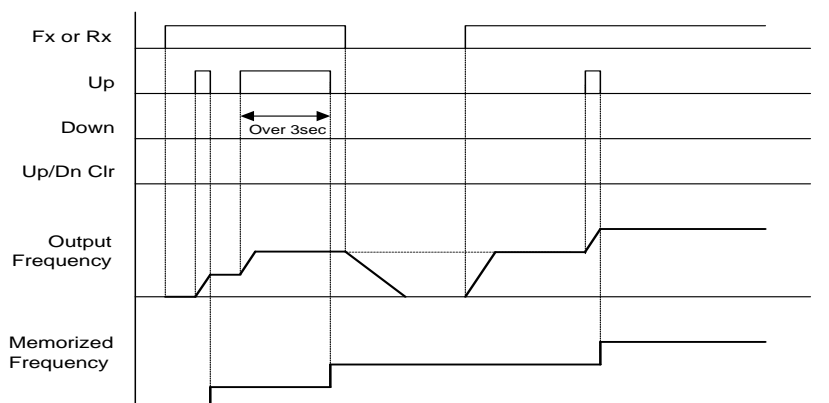 Fx or Rx
Up
Over 3sec
Down
Up/Dn Clr
Output
Frequency
Memorized
Frequency